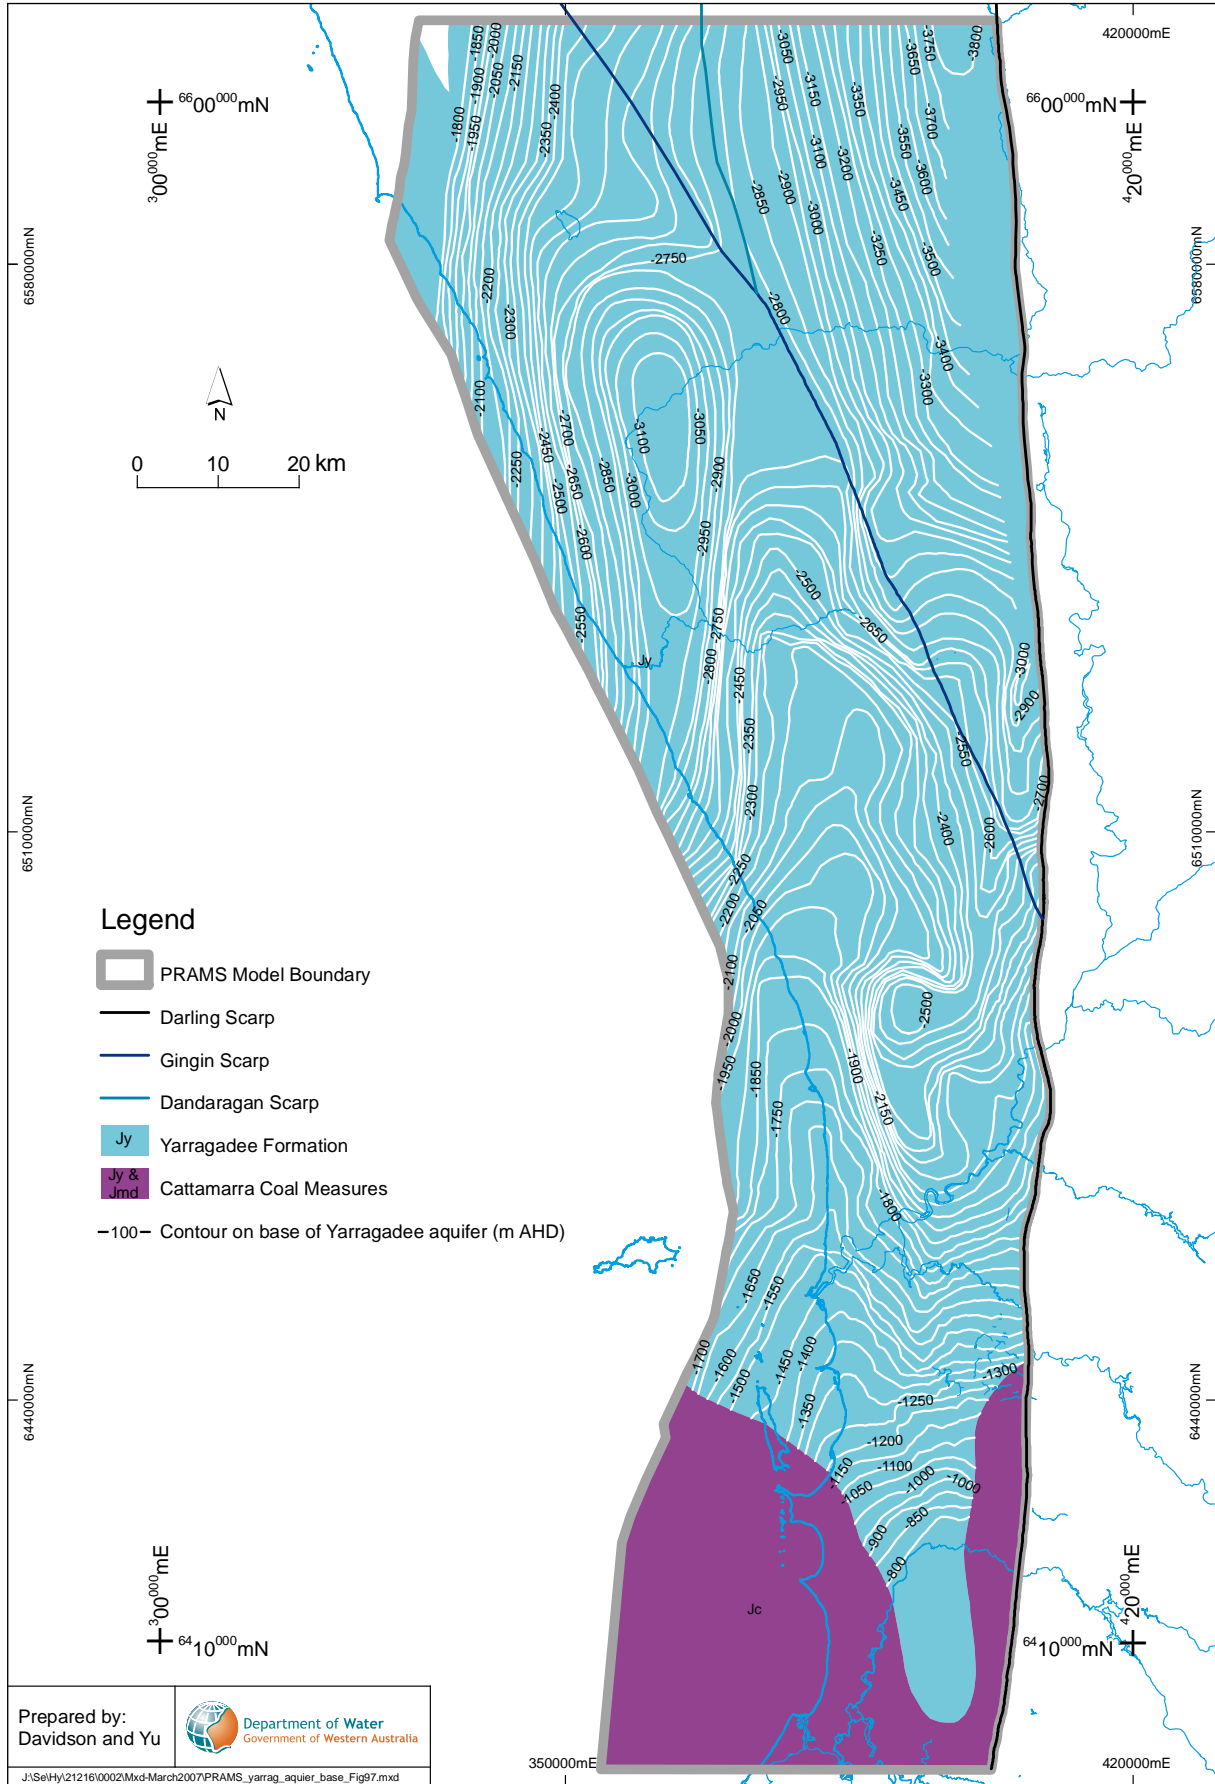 420000mE
6600000mN
6600000mN
300000mE
420000mE
6580000mN
6580000mN
-1850
-2000
-1900
-2050
-2150
-1800
-1950
-2400
-2350
-3050
-2950
-3150
-3100
-3350
-3200
-3650
-3750
-3800
-3700
-3550
-3600
-3450
-2850
-2900
-3000
-3250
-3500
-2750
-2800
-2200
-2300
-3400
-3300
-2100
-2250
-2450
-2500
-2700
-2650
-2600
-2850
-3000
-3100
-3050
-2900
-2950
-2550
-2750
-2800
-2500
-2650
-2450
-2350
-2300
-3000
-2900
-2550
-2700
-2400
-2600
N
0 10 20 km
Jy
6510000mN
6510000mN
-2250
-2200
-2050
-2100
-2000
-1950
-1850
-1750
-2500
-1900
-2150
-1800
Legend
PRAMS Model Boundary
Darling Scarp
Gingin Scarp
Dandaragan Scarp
Jy
Yarragadee Formation
Jy &
Jmd
Cattamarra Coal Measures
-100- Contour on base of Yarragadee aquifer (m AHD)
-1650
-1550
-1700
-1600
-1500
-1450
-1400
-1350
-1300
-1250
-1200
-1100
-1150
-1050
-1000
-1000
-850
-900
-800
6440000mN
6440000mN
Jc
300000mE
420000mE
6410000mN
6410000mN
Prepared by:
Davidson and Yu
Department of Water
Government of Western Australia
350000mE
420000mE
J:\Se\Hy\21216\0002\Mxd-March2007\PRAMS_yarrag_aquier_base_Fig97.mxd